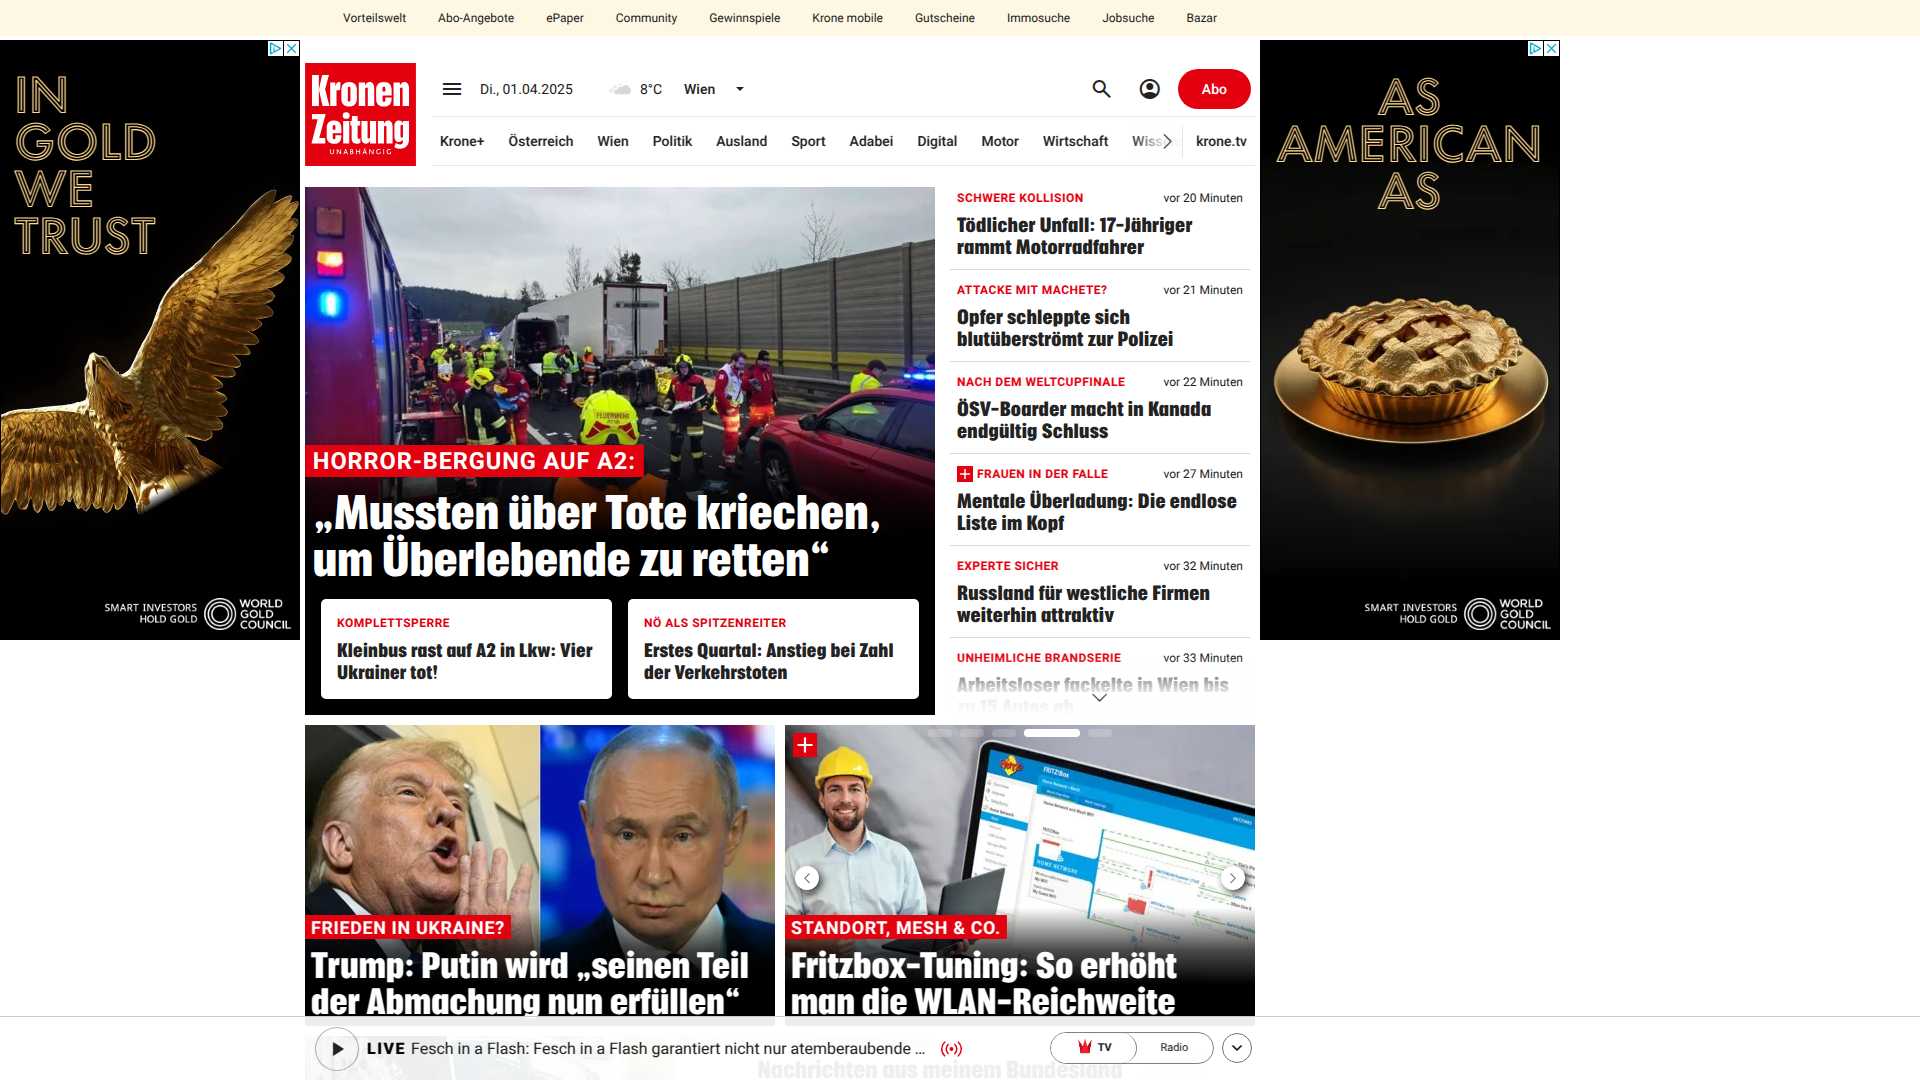 Vorteilswelt Abo-Angebote ePaper Community Gewinnspiele Krone mobile Gutscheine Immosuche Jobsuche Bazar
IN
GOLD
WE
TRUST
SMART INVESTORS
HOLD GOLD
WORLD
GOLD
COUNCIL
Kronen
Zeitung
UNABHÄNGIG
Di., 01.04.2025 8°C Wien
Abo
Krone+ Österreich Wien Politik Ausland Sport Adabei Digital Motor Wirtschaft Wiss krone.tv
FEUERWEHR
HORROR-BERGUNG AUF A2:
„Mussten über Tote kriechen,
um Überlebende zu retten“
KOMPLETTSPERRE
Kleinbus rast auf A2 in Lkw: Vier
Ukrainer tot!
NÖ ALS SPITZENREITER
Erstes Quartal: Anstieg bei Zahl
der Verkehrstoten
SCHWERE KOLLISION vor 20 Minuten
Tödlicher Unfall: 17-Jähriger
rammt Motorradfahrer
ATTACKE MIT MACHETE? vor 21 Minuten
Opfer schleppte sich
blutüberströmt zur Polizei
NACH DEM WELTCUPFINALE vor 22 Minuten
ÖSV-Boarder macht in Kanada
endgültig Schluss
FRAUEN IN DER FALLE vor 27 Minuten
Mentale Überladung: Die endlose
Liste im Kopf
EXPERTE SICHER vor 32 Minuten
Russland für westliche Firmen
weiterhin attraktiv
UNHEIMLICHE BRANDSERIE vor 33 Minuten
Arbeitsloser fackelte in Wien bis
zu 15 Autos ab
AS
AMERICAN
AS
SMART INVESTORS
HOLD GOLD
WORLD
GOLD
COUNCIL
FRIEDEN IN UKRAINE?
Trump: Putin wird „seinen Teil
der Abmachung nun erfüllen“
FRITZ!Box
HOME NETWORK
STANDORT, MESH & CO.
Fritzbox-Tuning: So erhöht
man die WLAN-Reichweite
LIVE Fesch in a Flash: Fesch in a Flash garantiert nicht nur atemberaubende ...
TV Radio
Nachrichten aus meinem Bundesland